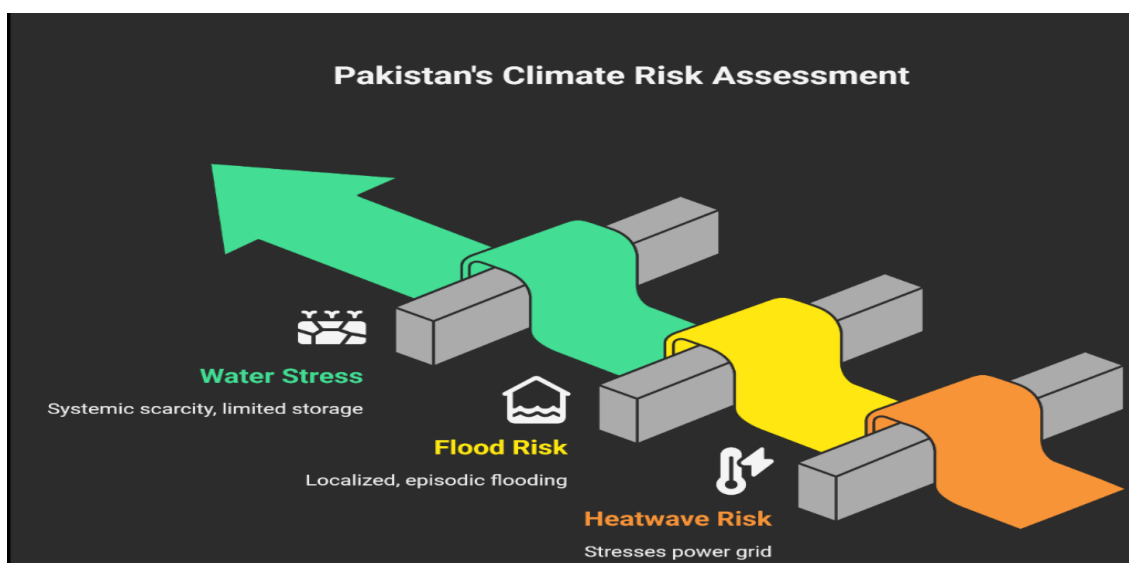 Pakistan's Climate Risk Assessment
Water Stress
Systemic scarcity, limited storage
Flood Risk
Localized, episodic flooding
Heatwave Risk
Stresses power grid